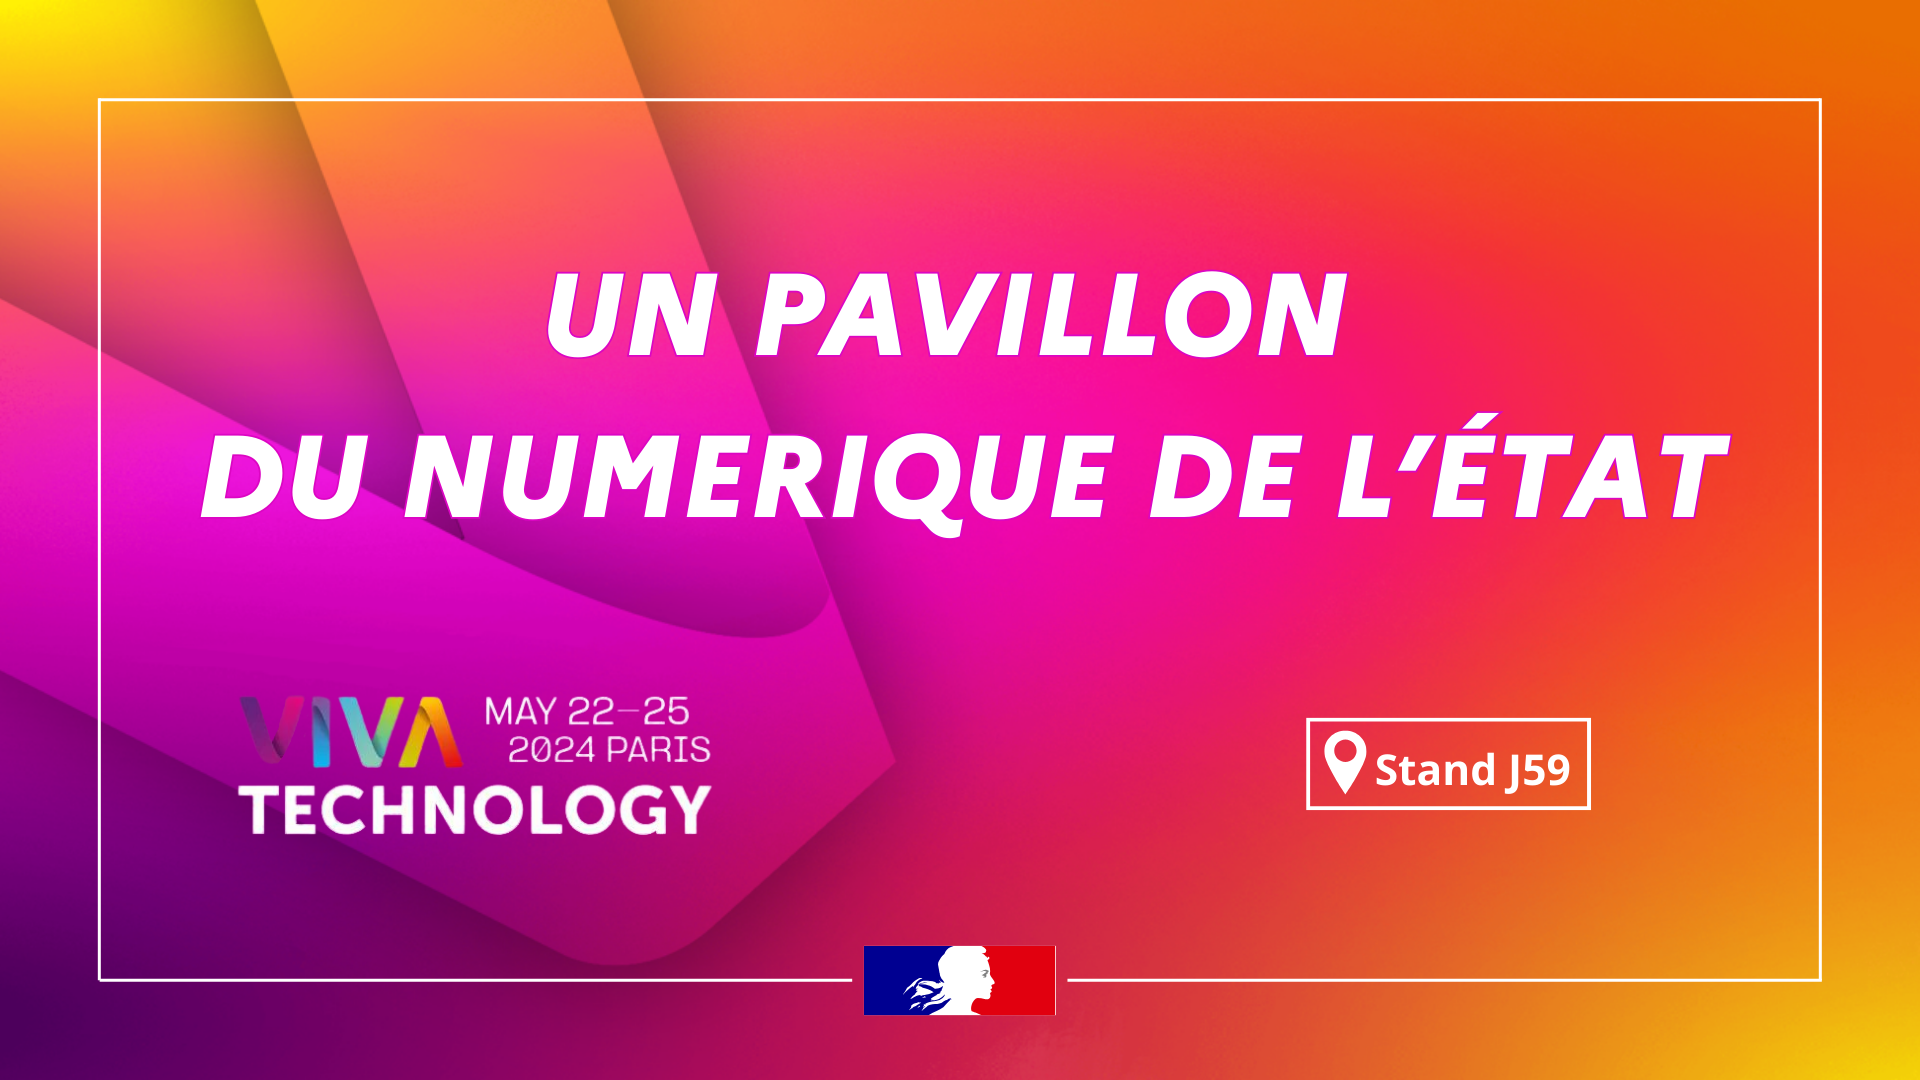 UN PAVILLON
DU NUMERIQUE DE L’ÉTAT
VIVA MAY 22–25
2024 PARIS
TECHNOLOGY
Stand J59